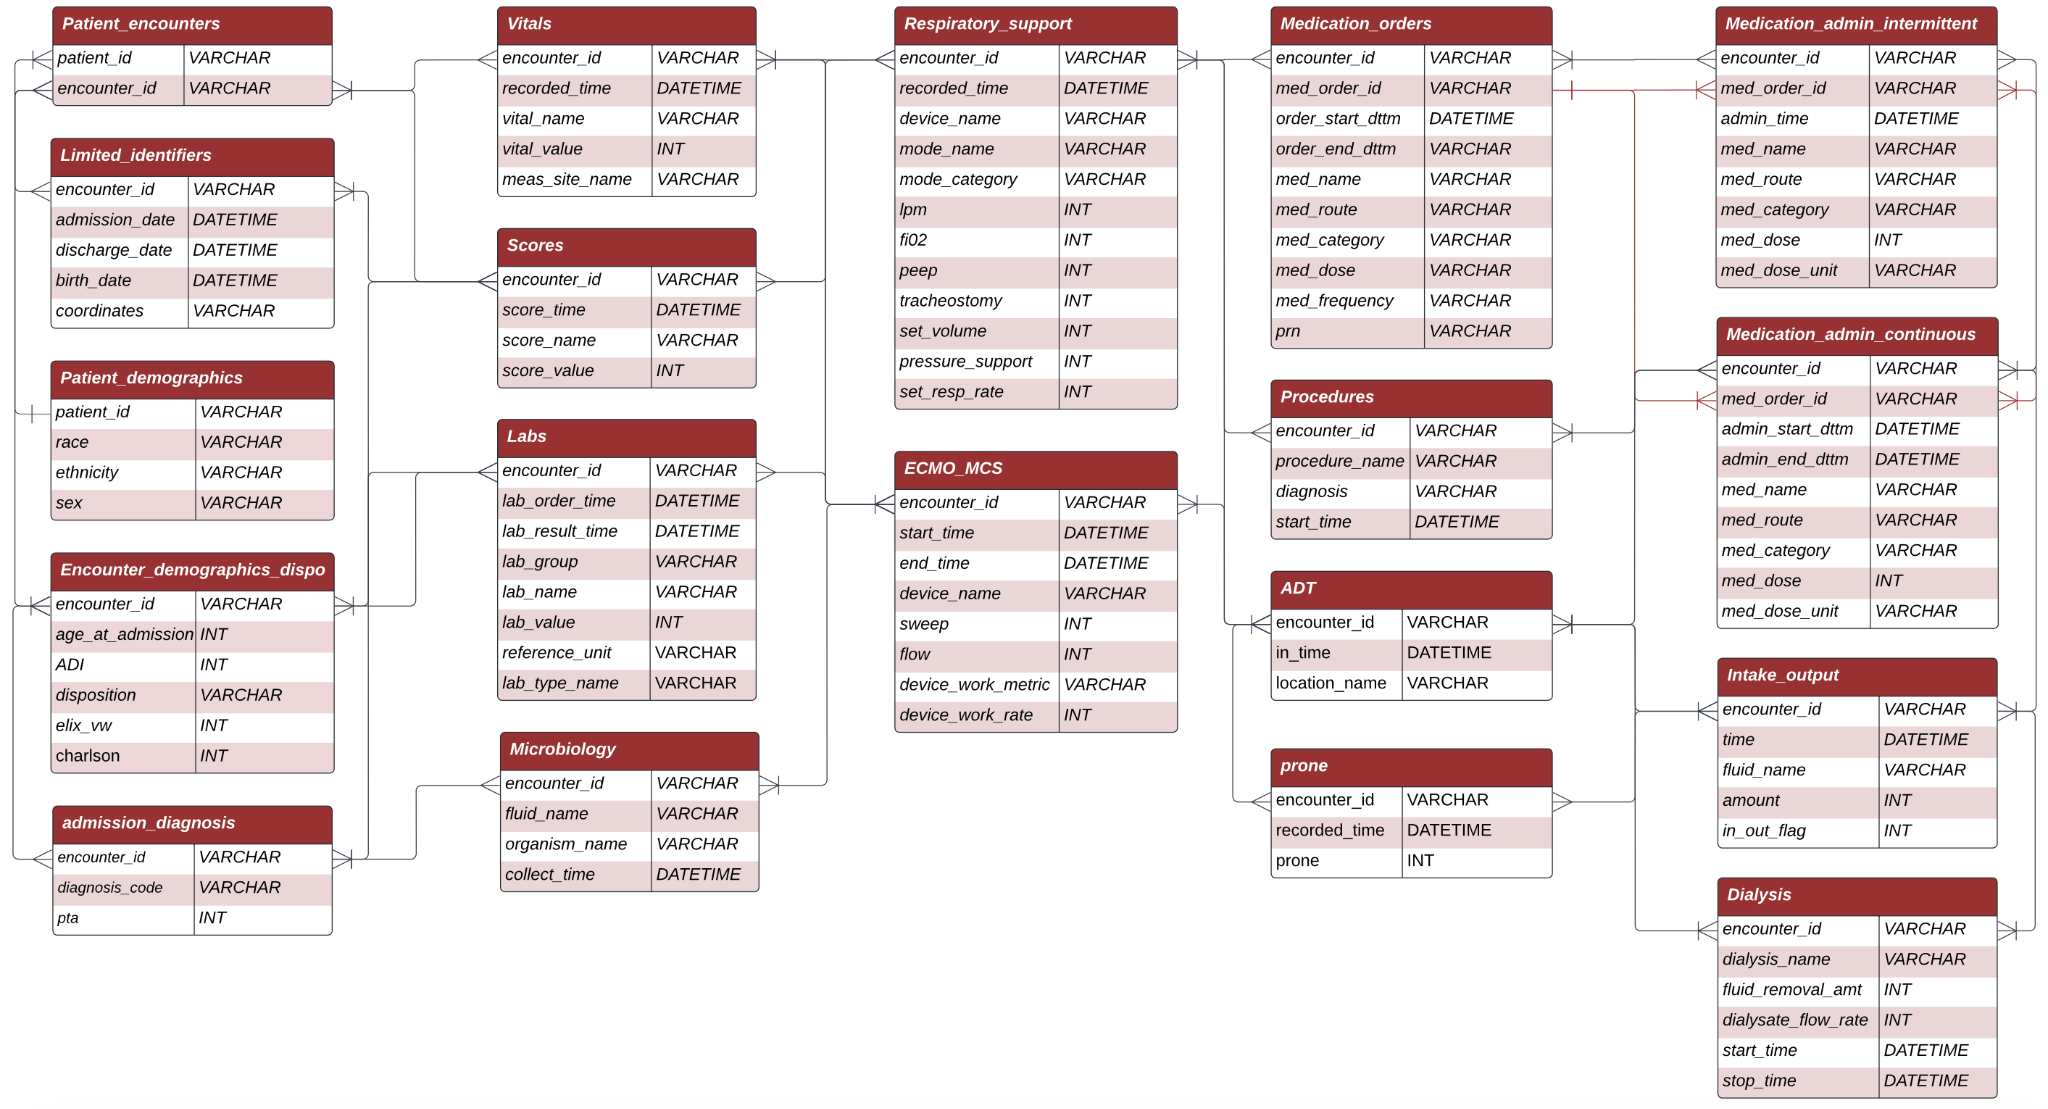 Patient_encounters
patient_id VARCHAR
encounter_id VARCHAR
Limited_identifiers
encounter_id VARCHAR
admission_date DATETIME
discharge_date DATETIME
birth_date DATETIME
coordinates VARCHAR
Patient_demographics
patient_id VARCHAR
race VARCHAR
ethnicity VARCHAR
sex VARCHAR
Encounter_demographics_dispo
encounter_id VARCHAR
age_at_admission INT
ADI INT
disposition VARCHAR
elix_vw INT
charlson INT
admission_diagnosis
encounter_id VARCHAR
diagnosis_code VARCHAR
pta INT
Vitals
encounter_id VARCHAR
recorded_time DATETIME
vital_name VARCHAR
vital_value INT
meas_site_name VARCHAR
Scores
encounter_id VARCHAR
score_time DATETIME
score_name VARCHAR
score_value INT
Labs
encounter_id VARCHAR
lab_order_time DATETIME
lab_result_time DATETIME
lab_group VARCHAR
lab_name VARCHAR
lab_value INT
reference_unit VARCHAR
lab_type_name VARCHAR
Microbiology
encounter_id VARCHAR
fluid_name VARCHAR
organism_name VARCHAR
collect_time DATETIME
Respiratory_support
encounter_id VARCHAR
recorded_time DATETIME
device_name VARCHAR
mode_name VARCHAR
mode_category VARCHAR
lpm INT
fi02 INT
peep INT
tracheostomy INT
set_volume INT
pressure_support INT
set_resp_rate INT
ECMO_MCS
encounter_id VARCHAR
start_time DATETIME
end_time DATETIME
device_name VARCHAR
sweep INT
flow INT
device_work_metric VARCHAR
device_work_rate INT
Medication_orders
encounter_id VARCHAR
med_order_id VARCHAR
order_start_dttm DATETIME
order_end_dttm VARCHAR
med_name VARCHAR
med_route VARCHAR
med_category VARCHAR
med_dose VARCHAR
med_frequency VARCHAR
prn VARCHAR
Procedures
encounter_id VARCHAR
procedure_name VARCHAR
diagnosis VARCHAR
start_time DATETIME
ADT
encounter_id VARCHAR
in_time DATETIME
location_name VARCHAR
prone
encounter_id VARCHAR
recorded_time DATETIME
prone INT
Medication_admin_intermittent
encounter_id VARCHAR
med_order_id VARCHAR
admin_time DATETIME
med_name VARCHAR
med_route VARCHAR
med_category VARCHAR
med_dose INT
med_dose_unit VARCHAR
Medication_admin_continuous
encounter_id VARCHAR
med_order_id VARCHAR
admin_start_dttm DATETIME
admin_end_dttm DATETIME
med_name VARCHAR
med_route VARCHAR
med_category VARCHAR
med_dose INT
med_dose_unit VARCHAR
Intake_output
encounter_id VARCHAR
time DATETIME
fluid_name VARCHAR
amount INT
in_out_flag INT
Dialysis
encounter_id VARCHAR
dialysis_name VARCHAR
fluid_removal_amt INT
dialysate_flow_rate INT
start_time DATETIME
stop_time DATETIME